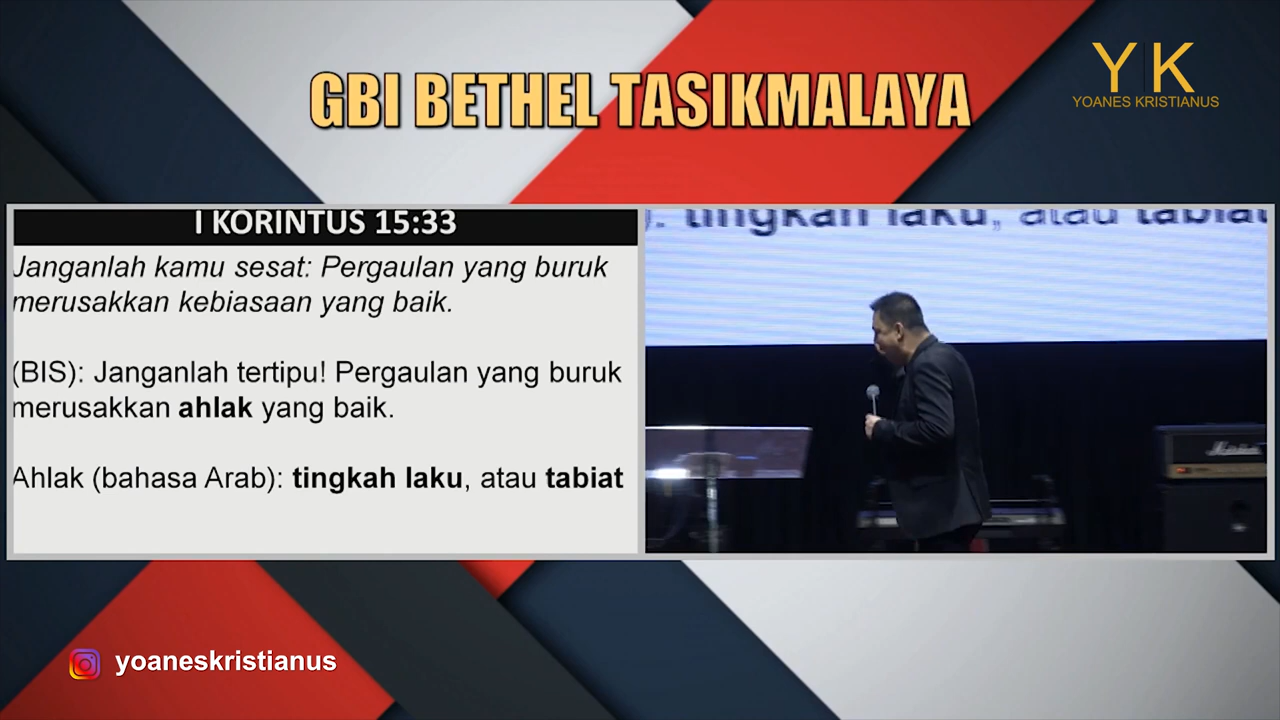 GBI BETHEL TASIKMALAYA
Y K
YOANES KRISTIANUS
I KORINTUS 15:33
Janganlah kamu sesat: Pergaulan yang buruk
merusakkan kebiasaan yang baik.
(BIS): Janganlah tertipu! Pergaulan yang buruk
merusakkan ahlak yang baik.
Ahlak (bahasa Arab): tingkah laku, atau tabiat
): tingkah laku, atau tabiat
Marshall
yoaneskristianus